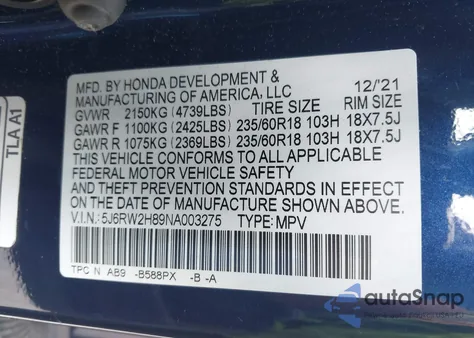 TLA A1
MFD. BY HONDA DEVELOPMENT &
MANUFACTURING OF AMERICA, LLC 12/'21
GVWR 2150KG (4739LBS) TIRE SIZE RIM SIZE
GAWR F 1100KG (2425LBS) 235/60R18 103H 18X7.5J
GAWR R 1075KG (2369LBS) 235/60R18 103H 18X7.5J
THIS VEHICLE CONFORMS TO ALL APPLICABLE
FEDERAL MOTOR VEHICLE SAFETY
AND THEFT PREVENTION STANDARDS IN EFFECT
ON THE DATE OF MANUFACTURE SHOWN ABOVE.
V.I.N.: 5J6RW2H89NA003275 TYPE: MPV
TPC N AB9 -B588PX -B -A
autoSnap
POWERED BY